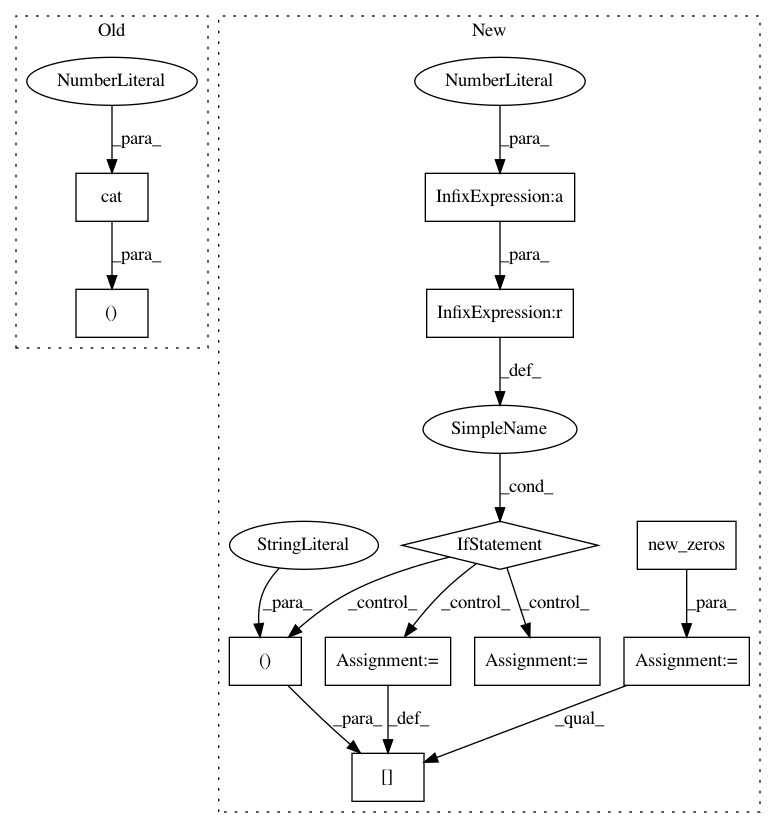 Old
New
NumberLiteral
NumberLiteral
_para_
_para_
cat
InfixExpression:a
_para_
_para_
()
InfixExpression:r
_def_
SimpleName
_cond_
StringLiteral
IfStatement
new_zeros
_para_
_control_
_control_
_control_
_para_
()
Assignment:=
Assignment:=
Assignment:=
_para_
_def_
_qual_
[]